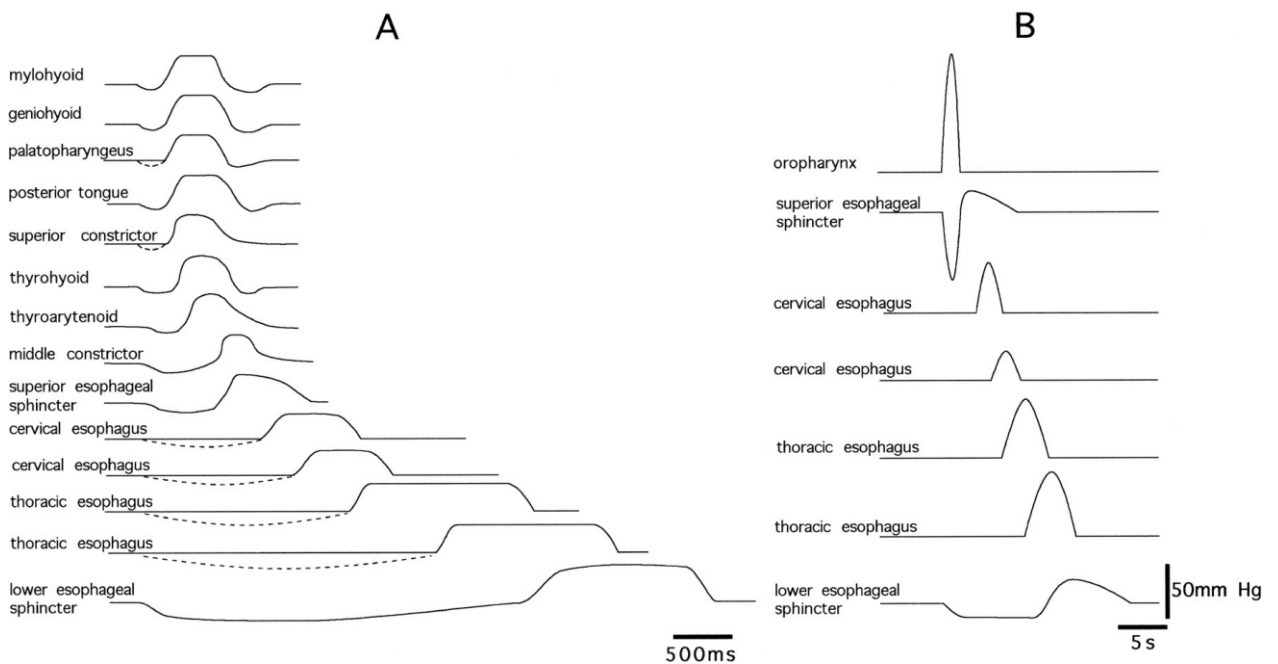 A
mylohyoid
geniohyoid
palatopharyngeus
posterior tongue
superior constrictor
thyrohyoid
thyroarytenoid
middle constrictor
superior esophageal
sphincter
cervical esophagus
cervical esophagus
thoracic esophagus
thoracic esophagus
lower esophageal
sphincter
500ms
B
oropharynx
superior esophageal
sphincter
cervical esophagus
cervical esophagus
thoracic esophagus
thoracic esophagus
lower esophageal
sphincter
50mm Hg
5s